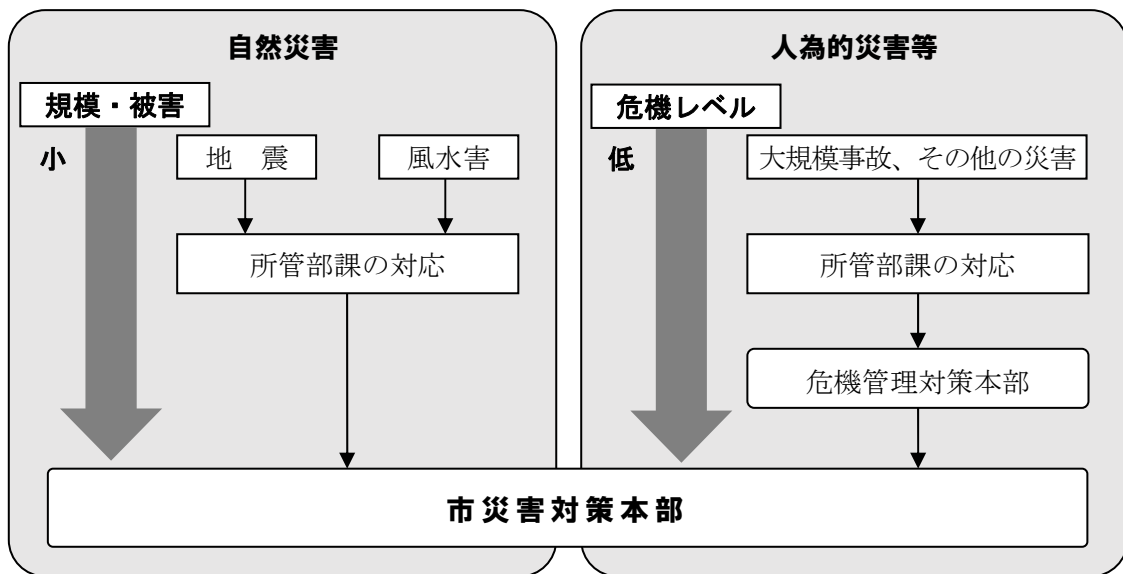 自然災害
規模・被害
小
地　震
風水害
所管部課の対応
人為的災害等
危機レベル
低
大規模事故、その他の災害
所管部課の対応
危機管理対策本部
市災害対策本部